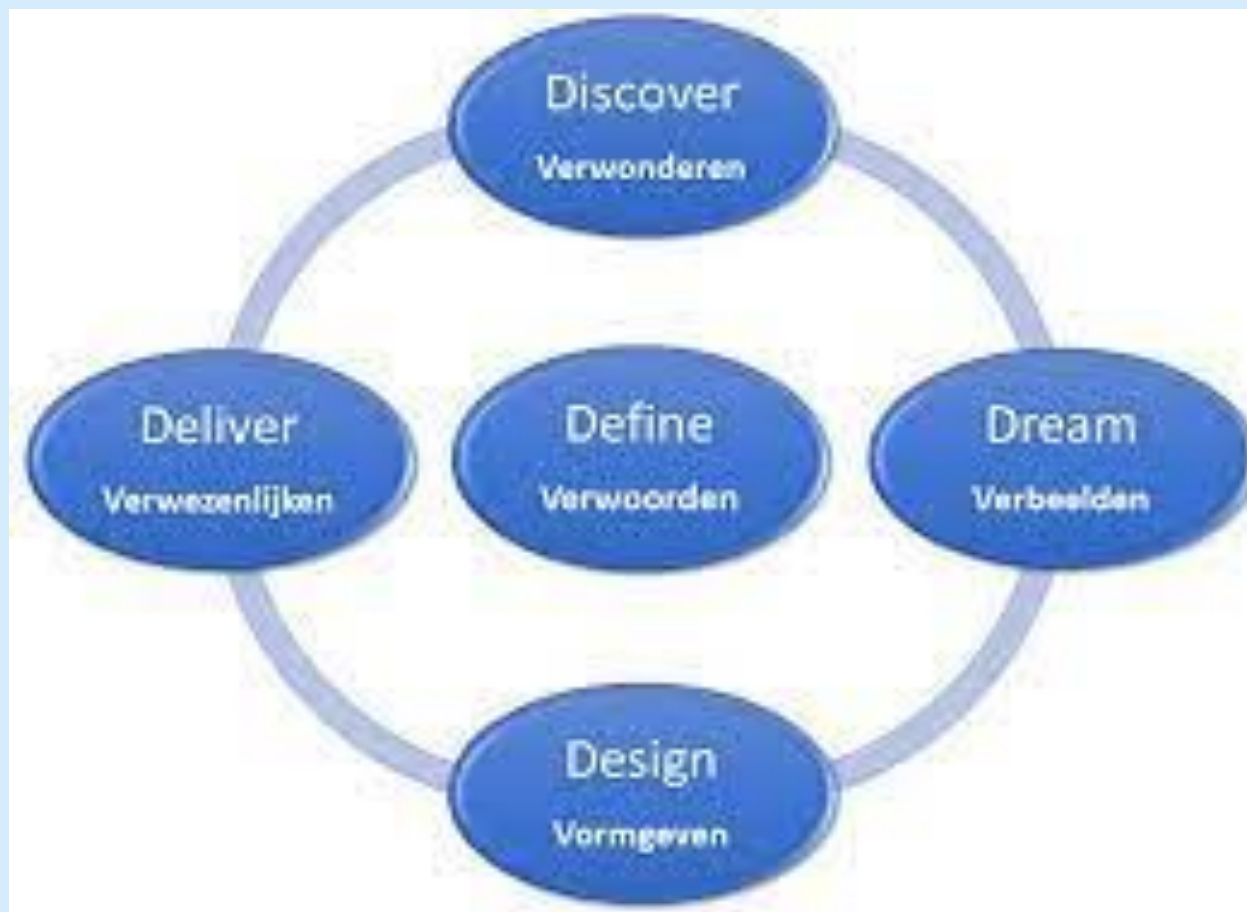 Discover
Verwonderen
Deliver
Verwezenlijken
Define
Verwoorden
Dream
Verbeelden
Design
Vormgeven